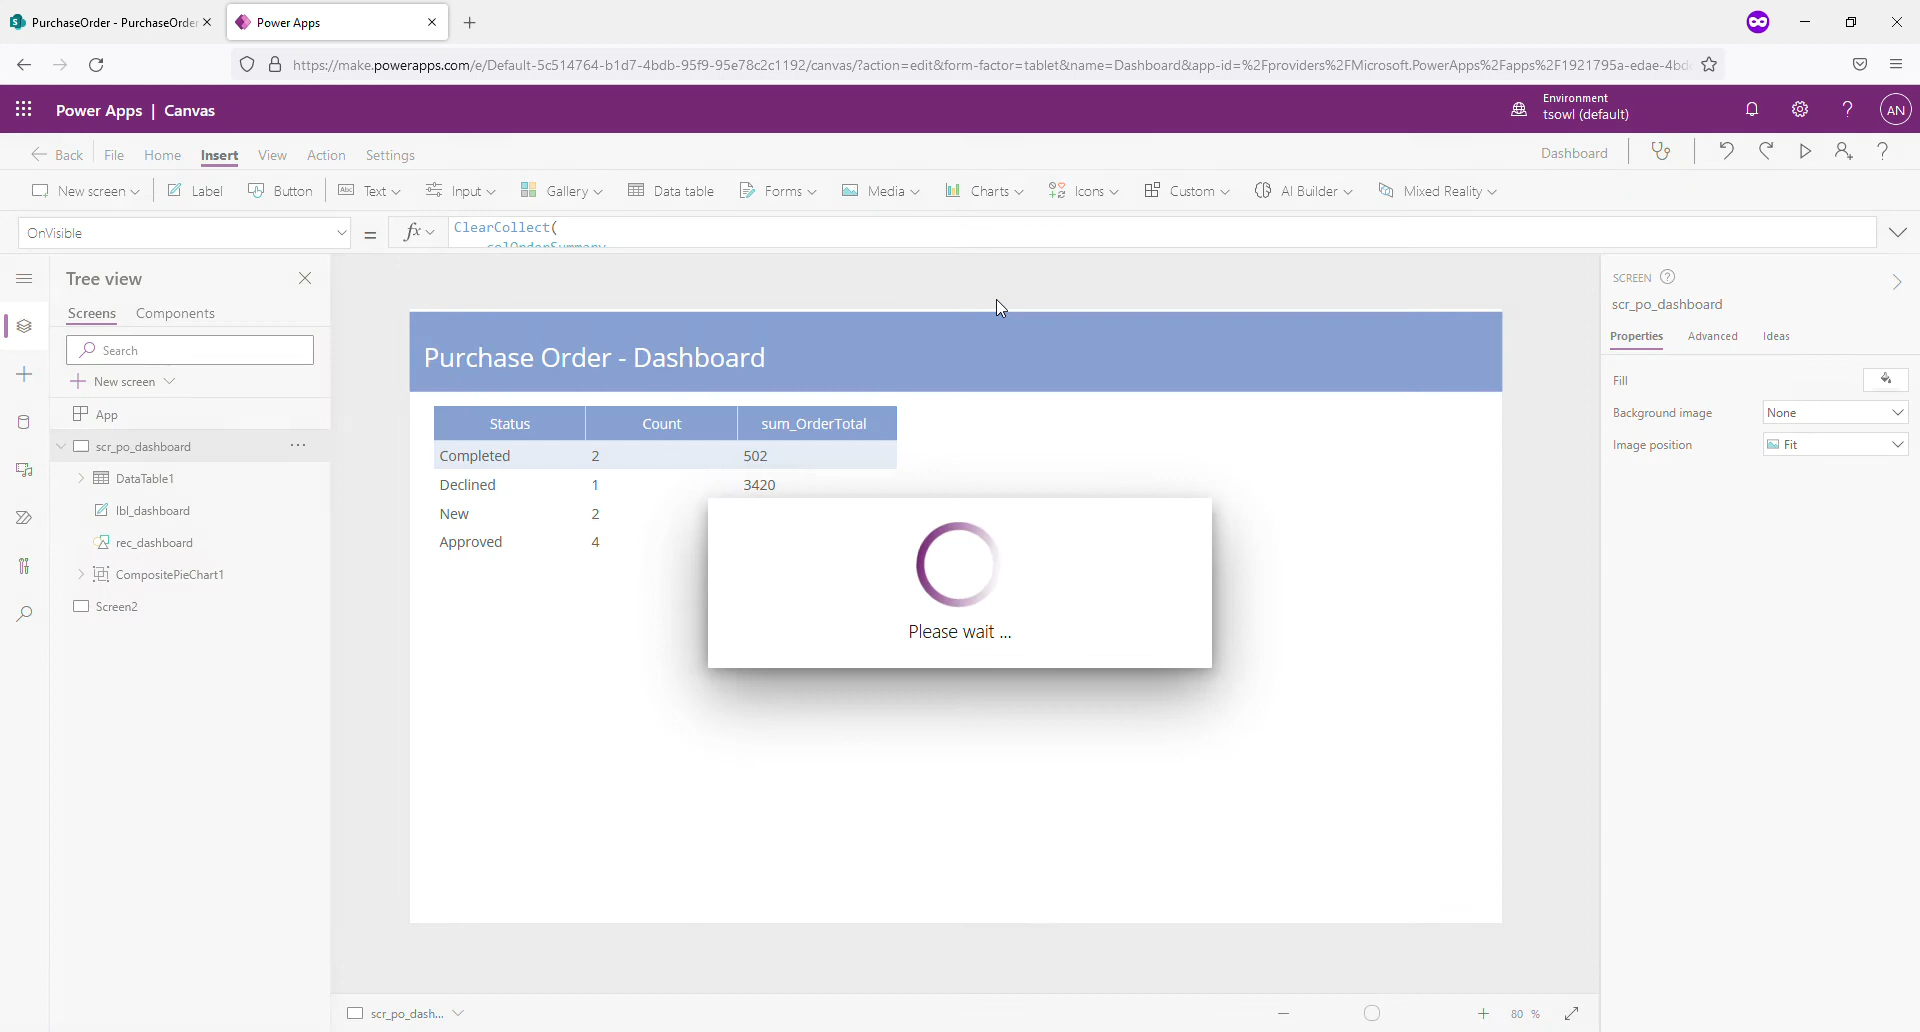 PurchaseOrder - PurchaseOrder
Power Apps
https://make.powerapps.com/e/Default-5c514764-b1d7-4bdb-95f9-95e78c2c1192/canvas/?action=edit&form-factor=tablet&name=Dashboard&app-id=%2Fproviders%2FMicrosoft.PowerApps%2Fapps%2F1921795a-edae-4bd
Power Apps | Canvas
Environment
tsowl (default)
AN
Back File Home Insert View Action Settings
Dashboard
New screen Label Button Text Input Gallery Data table Forms Media Charts Icons Custom AI Builder Mixed Reality
OnVisible = fx ClearCollect(
colOrderSummary
Tree view
Screens Components
Search
New screen
App
scr_po_dashboard
DataTable1
lbl_dashboard
rec_dashboard
CompositePieChart1
Screen2
Purchase Order - Dashboard
Status Count sum_OrderTotal
Completed 2 502
Declined 1 3420
New 2
Approved 4
Please wait ...
SCREEN
scr_po_dashboard
Properties Advanced Ideas
Fill
Background image None
Image position Fit
scr_po_dash...
80 %